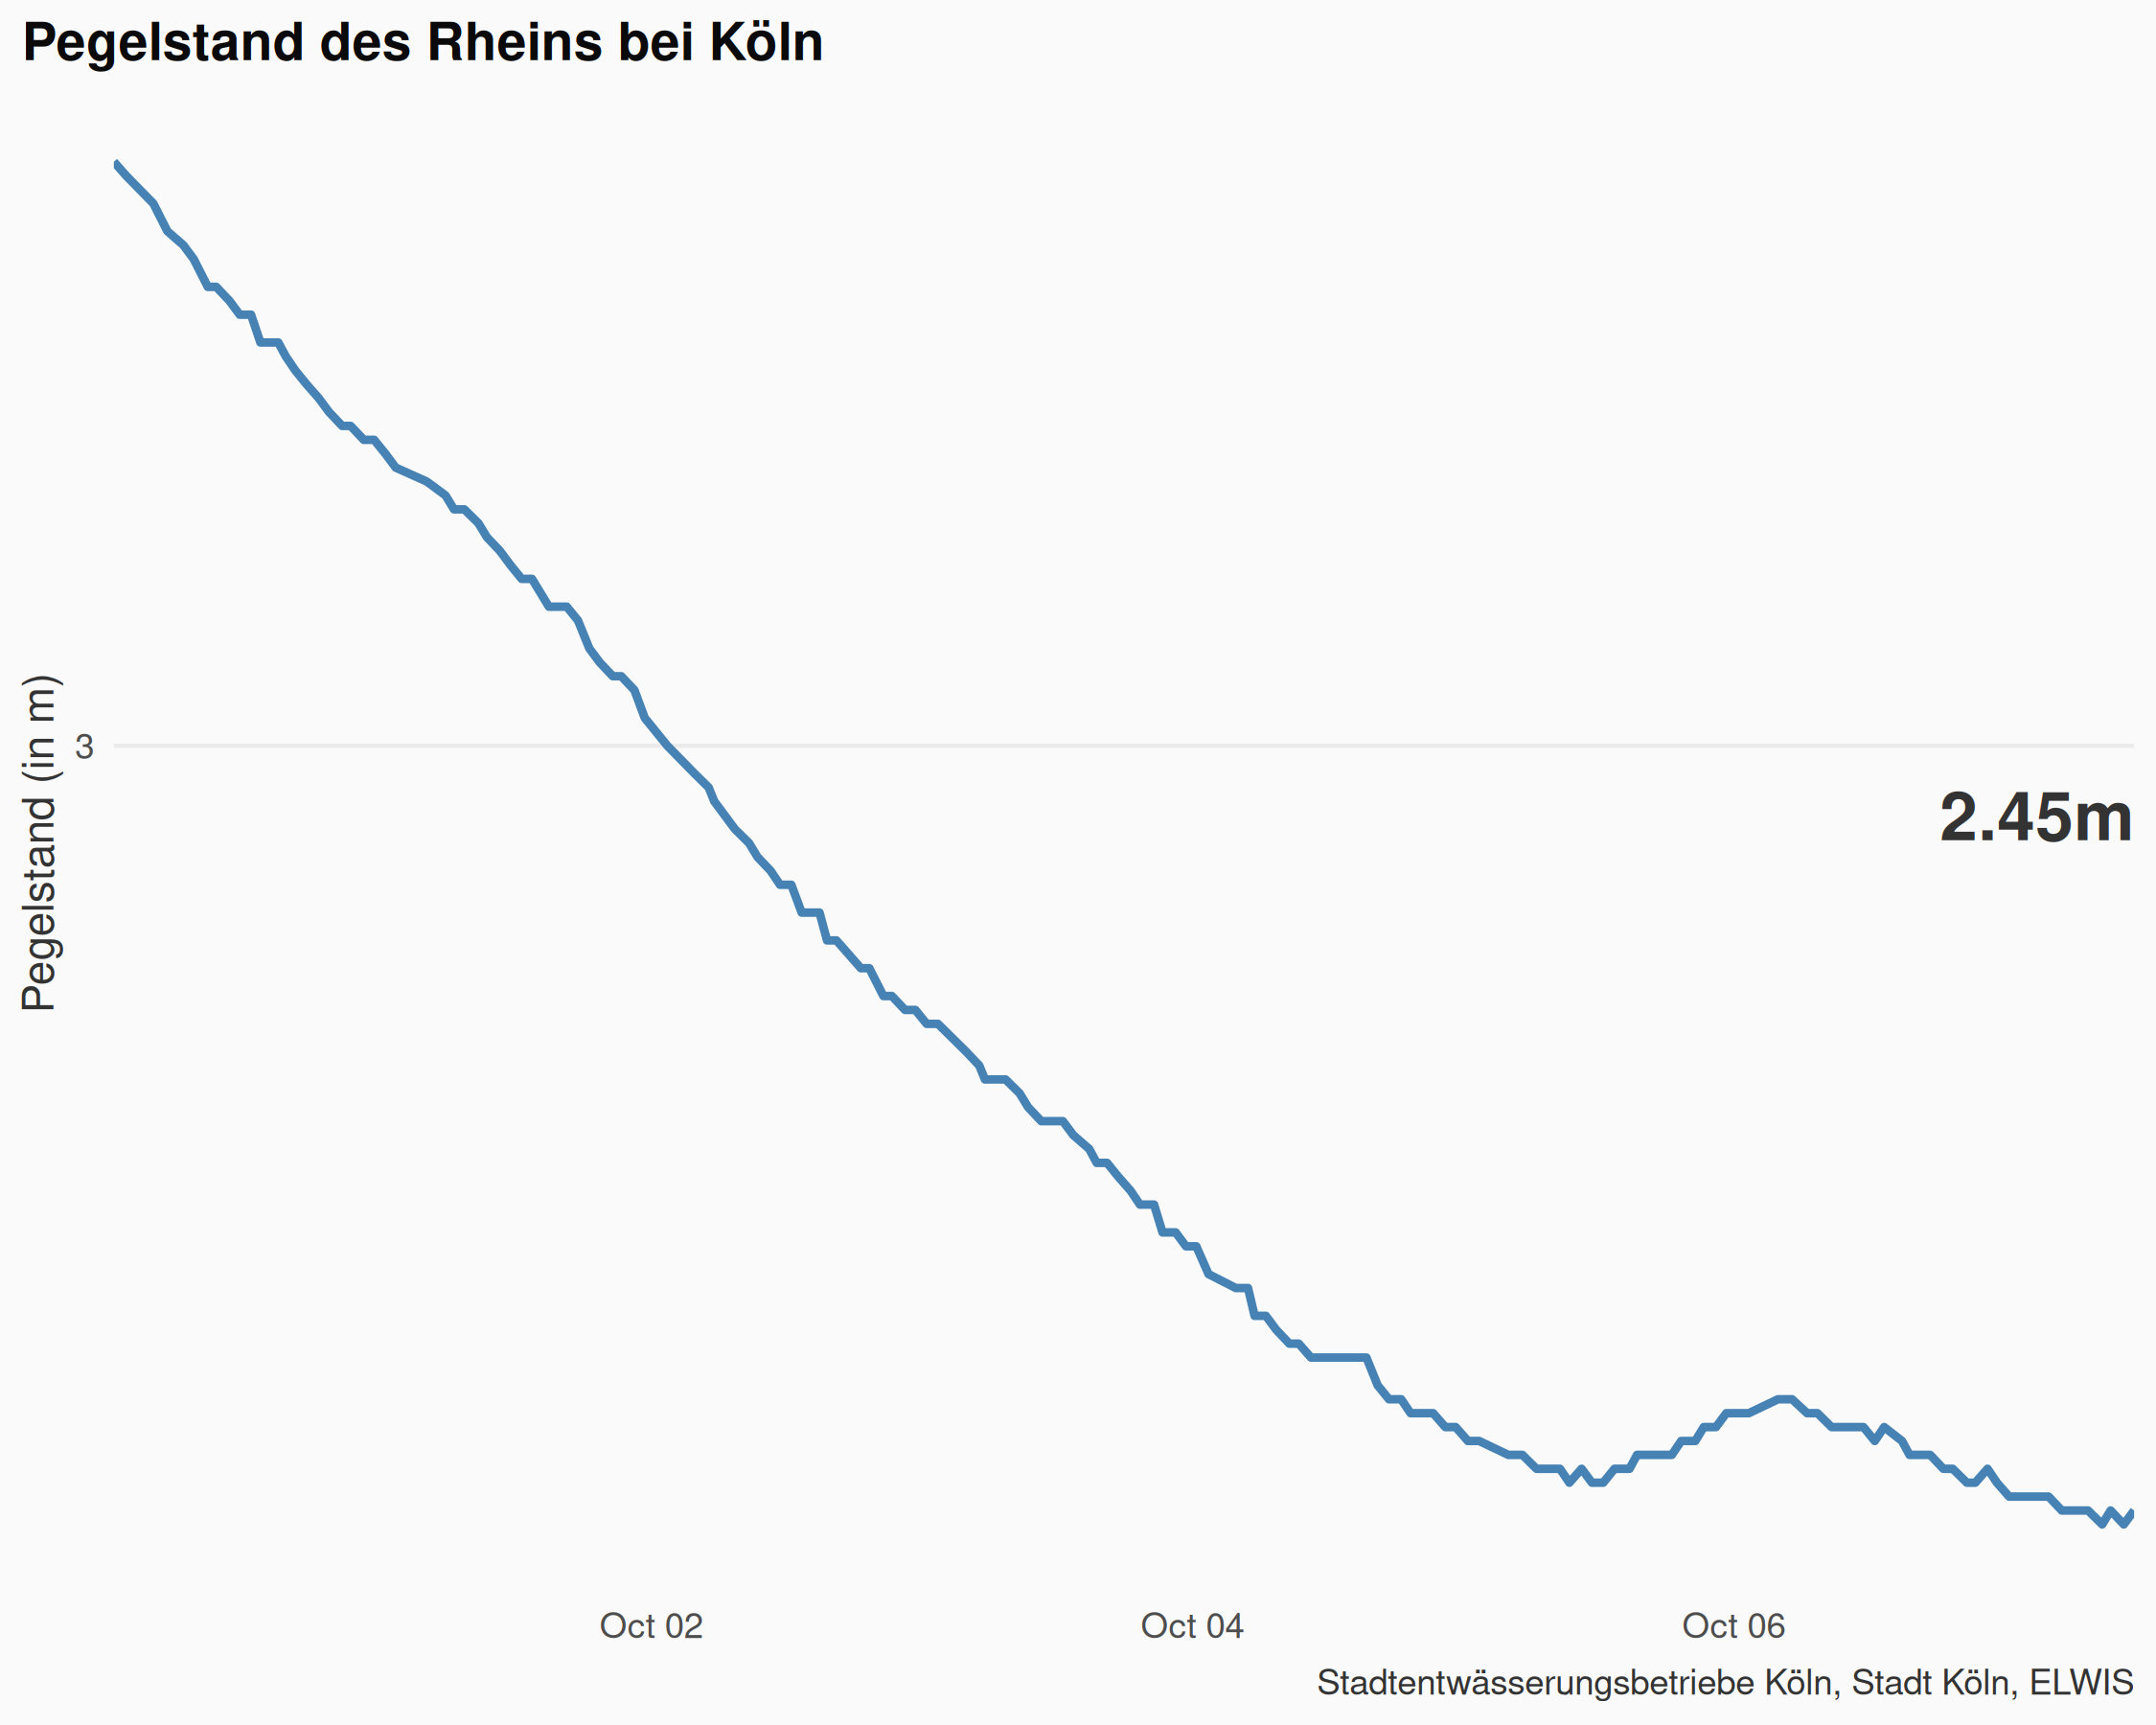 Pegelstand des Rheins bei Köln
Pegelstand (in m)
3
2.45m
Oct 02
Oct 04
Oct 06
Stadtentwässerungsbetriebe Köln, Stadt Köln, ELWIS